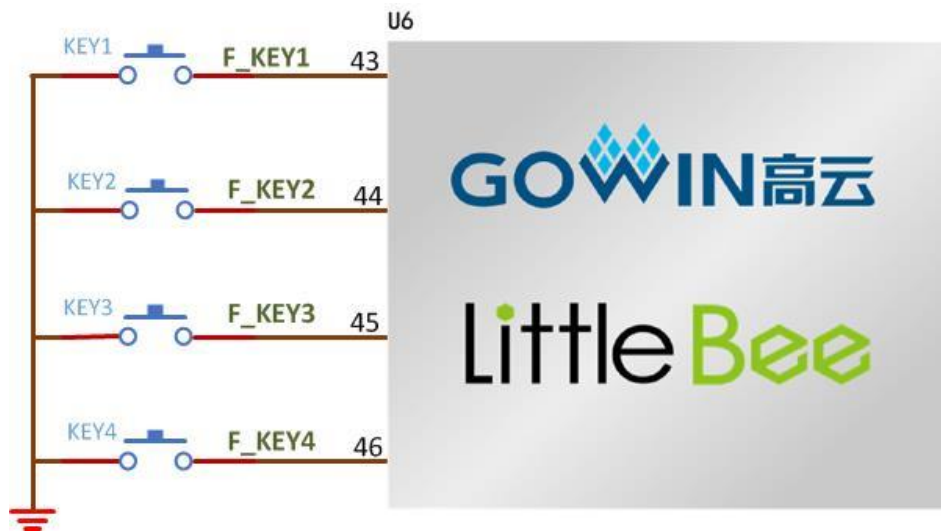 U6
KEY1 F_KEY1 43
KEY2 F_KEY2 44
GOWIN高云
KEY3 F_KEY3 45
LittleBee
KEY4 F_KEY4 46